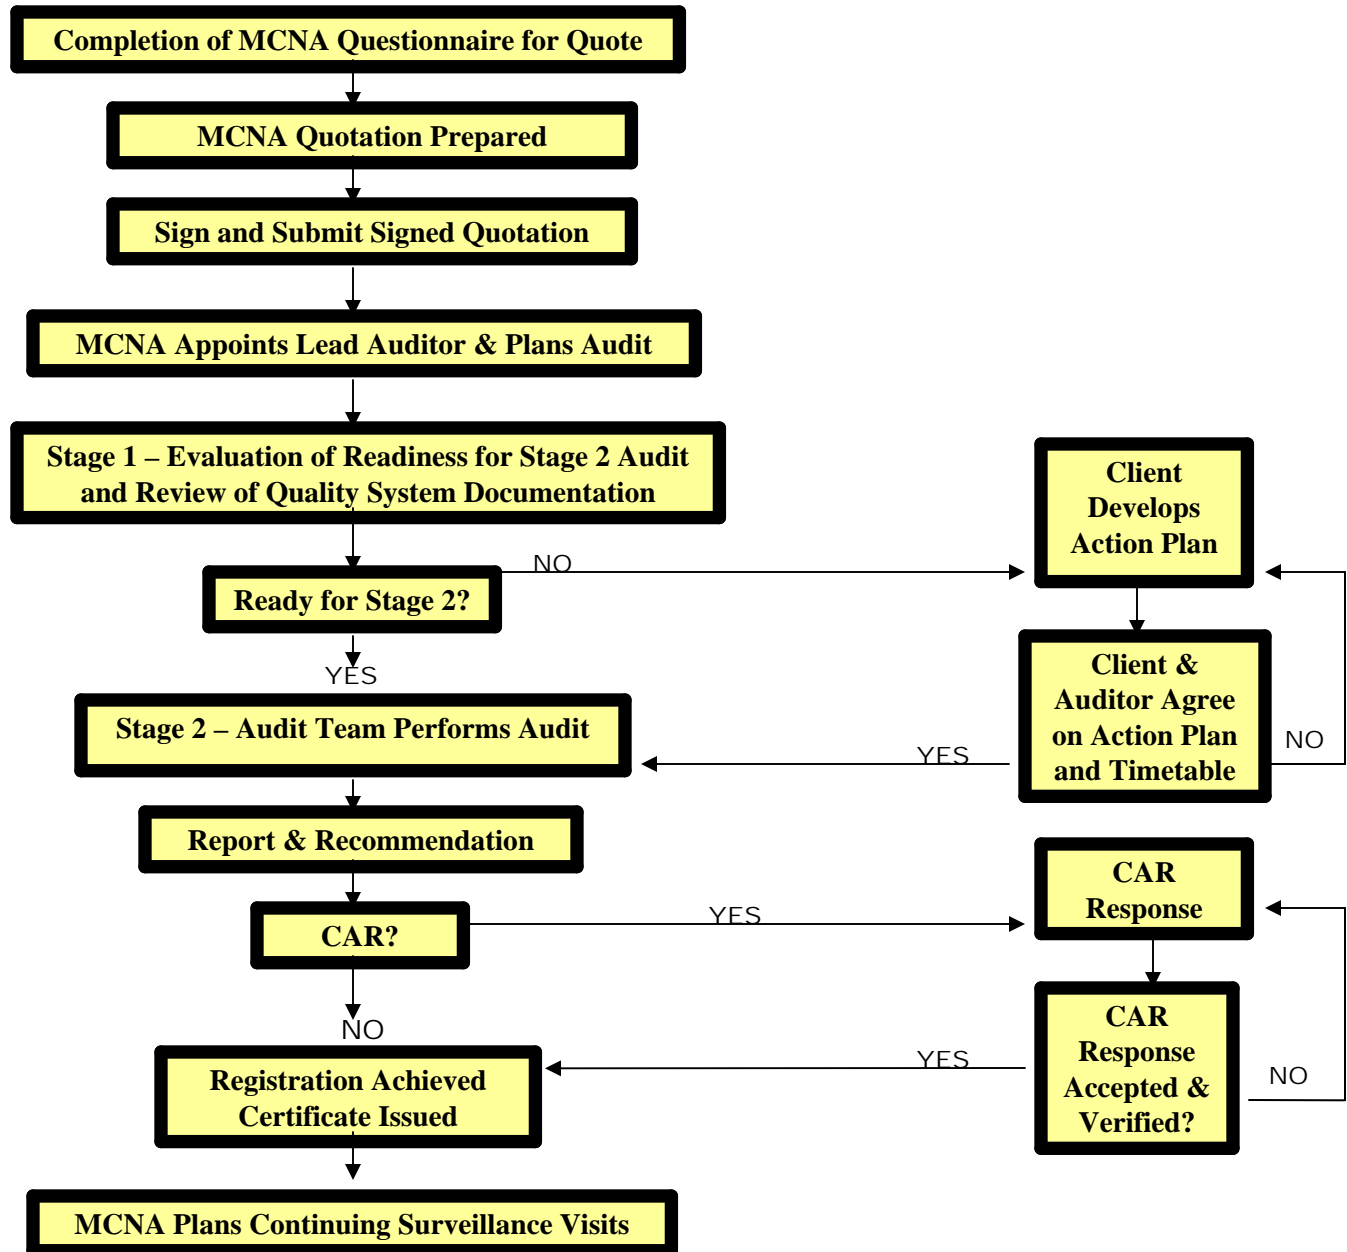 Completion of MCNA Questionnaire for Quote
MCNA Quotation Prepared
Sign and Submit Signed Quotation
MCNA Appoints Lead Auditor & Plans Audit
Stage 1 – Evaluation of Readiness for Stage 2 Audit
and Review of Quality System Documentation
Ready for Stage 2?
NO
Client
Develops
Action Plan
Client &
Auditor Agree
on Action Plan
and Timetable
NO
YES
YES
Stage 2 – Audit Team Performs Audit
Report & Recommendation
CAR?
YES
CAR
Response
CAR
Response
Accepted &
Verified?
NO
YES
NO
Registration Achieved
Certificate Issued
MCNA Plans Continuing Surveillance Visits